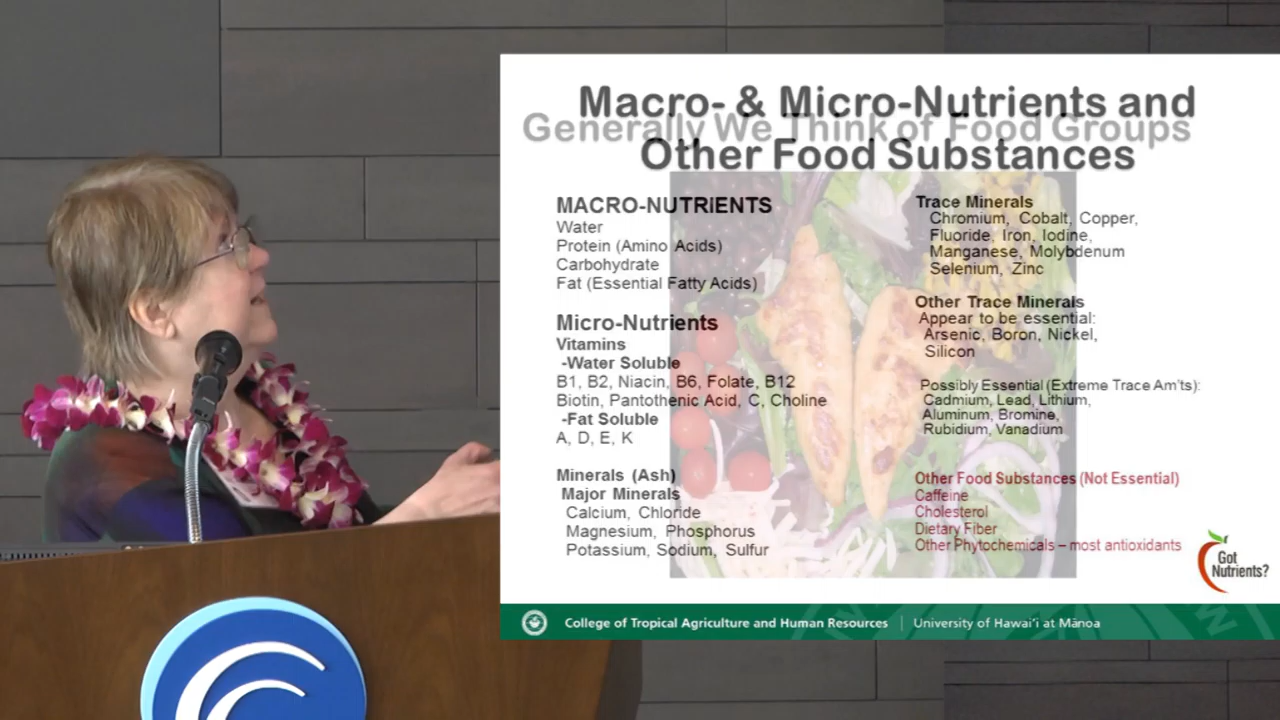 Macro- & Micro-Nutrients and
Generally We Think of Food Groups
Other Food Substances
MACRO-NUTRIENTS
Water
Protein (Amino Acids)
Carbohydrate
Fat (Essential Fatty Acids)
Micro-Nutrients
Vitamins
-Water Soluble
B1, B2, Niacin, B6, Folate, B12
Biotin, Pantothenic Acid, C, Choline
-Fat Soluble
A, D, E, K
Minerals (Ash)
Major Minerals
Calcium, Chloride
Magnesium, Phosphorus
Potassium, Sodium, Sulfur
Trace Minerals
Chromium, Cobalt, Copper,
Fluoride, Iron, Iodine,
Manganese, Molybdenum
Selenium, Zinc
Other Trace Minerals
Appear to be essential:
Arsenic, Boron, Nickel,
Silicon
Possibly Essential (Extreme Trace Am'ts):
Cadmium, Lead, Lithium,
Aluminum, Bromine,
Rubidium, Vanadium
Other Food Substances (Not Essential)
Caffeine
Cholesterol
Dietary Fiber
Other Phytochemicals – most antioxidants
Got
Nutrients?
College of Tropical Agriculture and Human Resources | University of Hawai'i at Mānoa